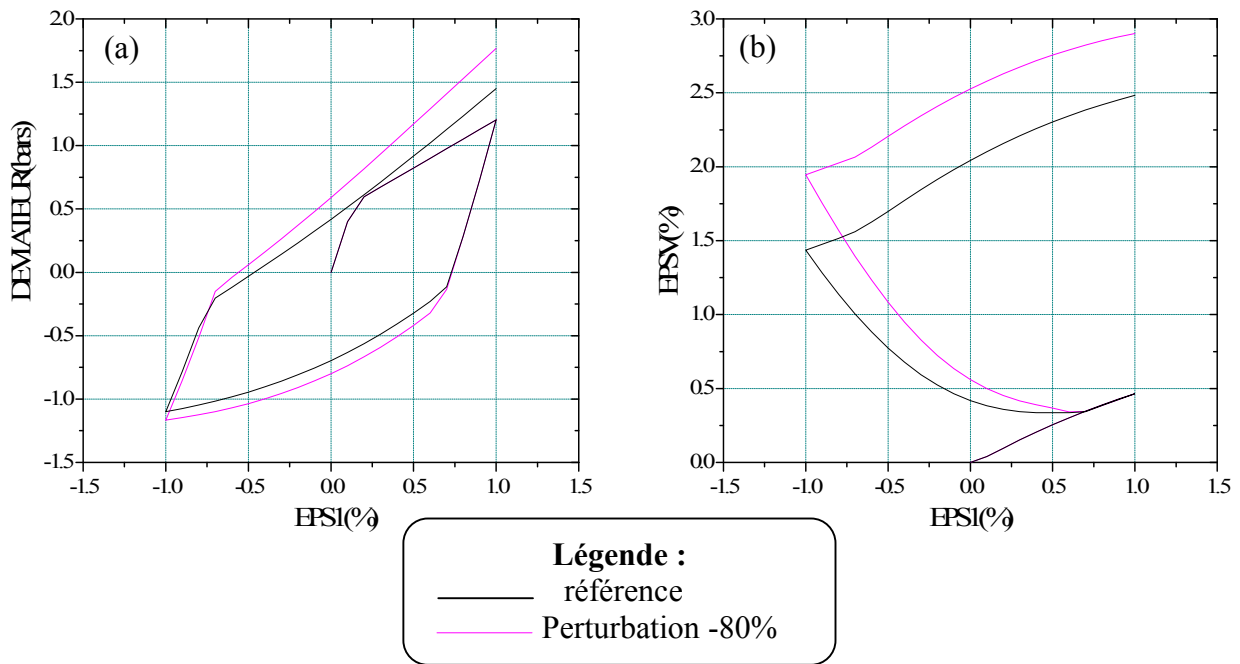 (a)
DEVIATEUR(bars)
2.0
1.5
1.0
0.5
0.0
-0.5
-1.0
-1.5
-1.5 -1.0 -0.5 0.0 0.5 1.0 1.5
EPS1(%)
(b)
EPSV(%)
3.0
2.5
2.0
1.5
1.0
0.5
0.0
-1.5 -1.0 -0.5 0.0 0.5 1.0 1.5
EPS1(%)
Légende :
référence
Perturbation -80%